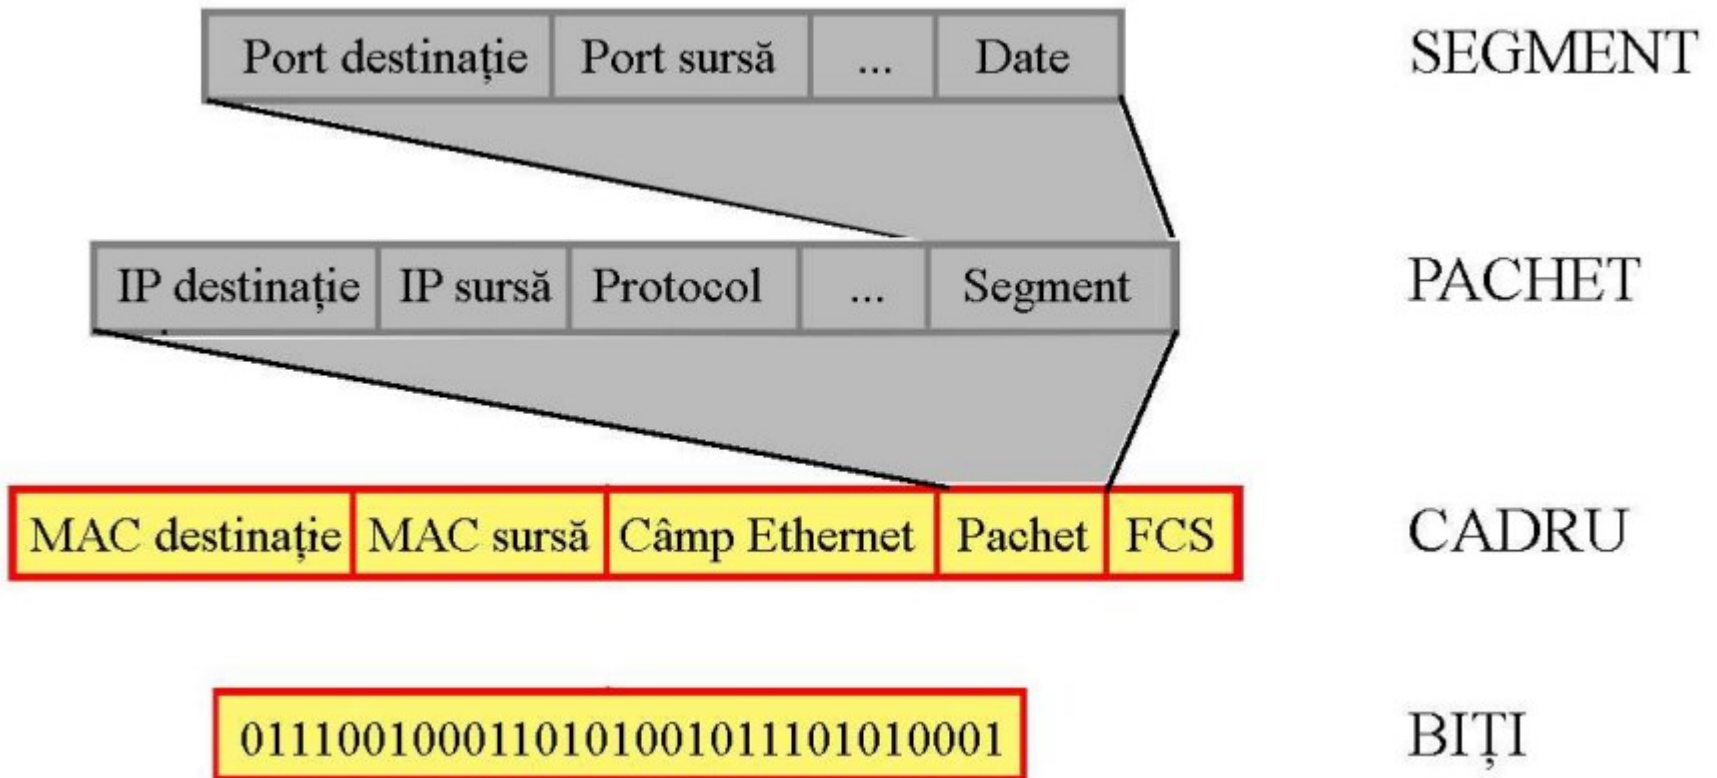 Port destinație Port sursă ... Date SEGMENT
IP destinație IP sursă Protocol ... Segment PACHET
MAC destinație MAC sursă Câmp Ethernet Pachet FCS CADRU
0111001000110101001011101010001 BIȚI